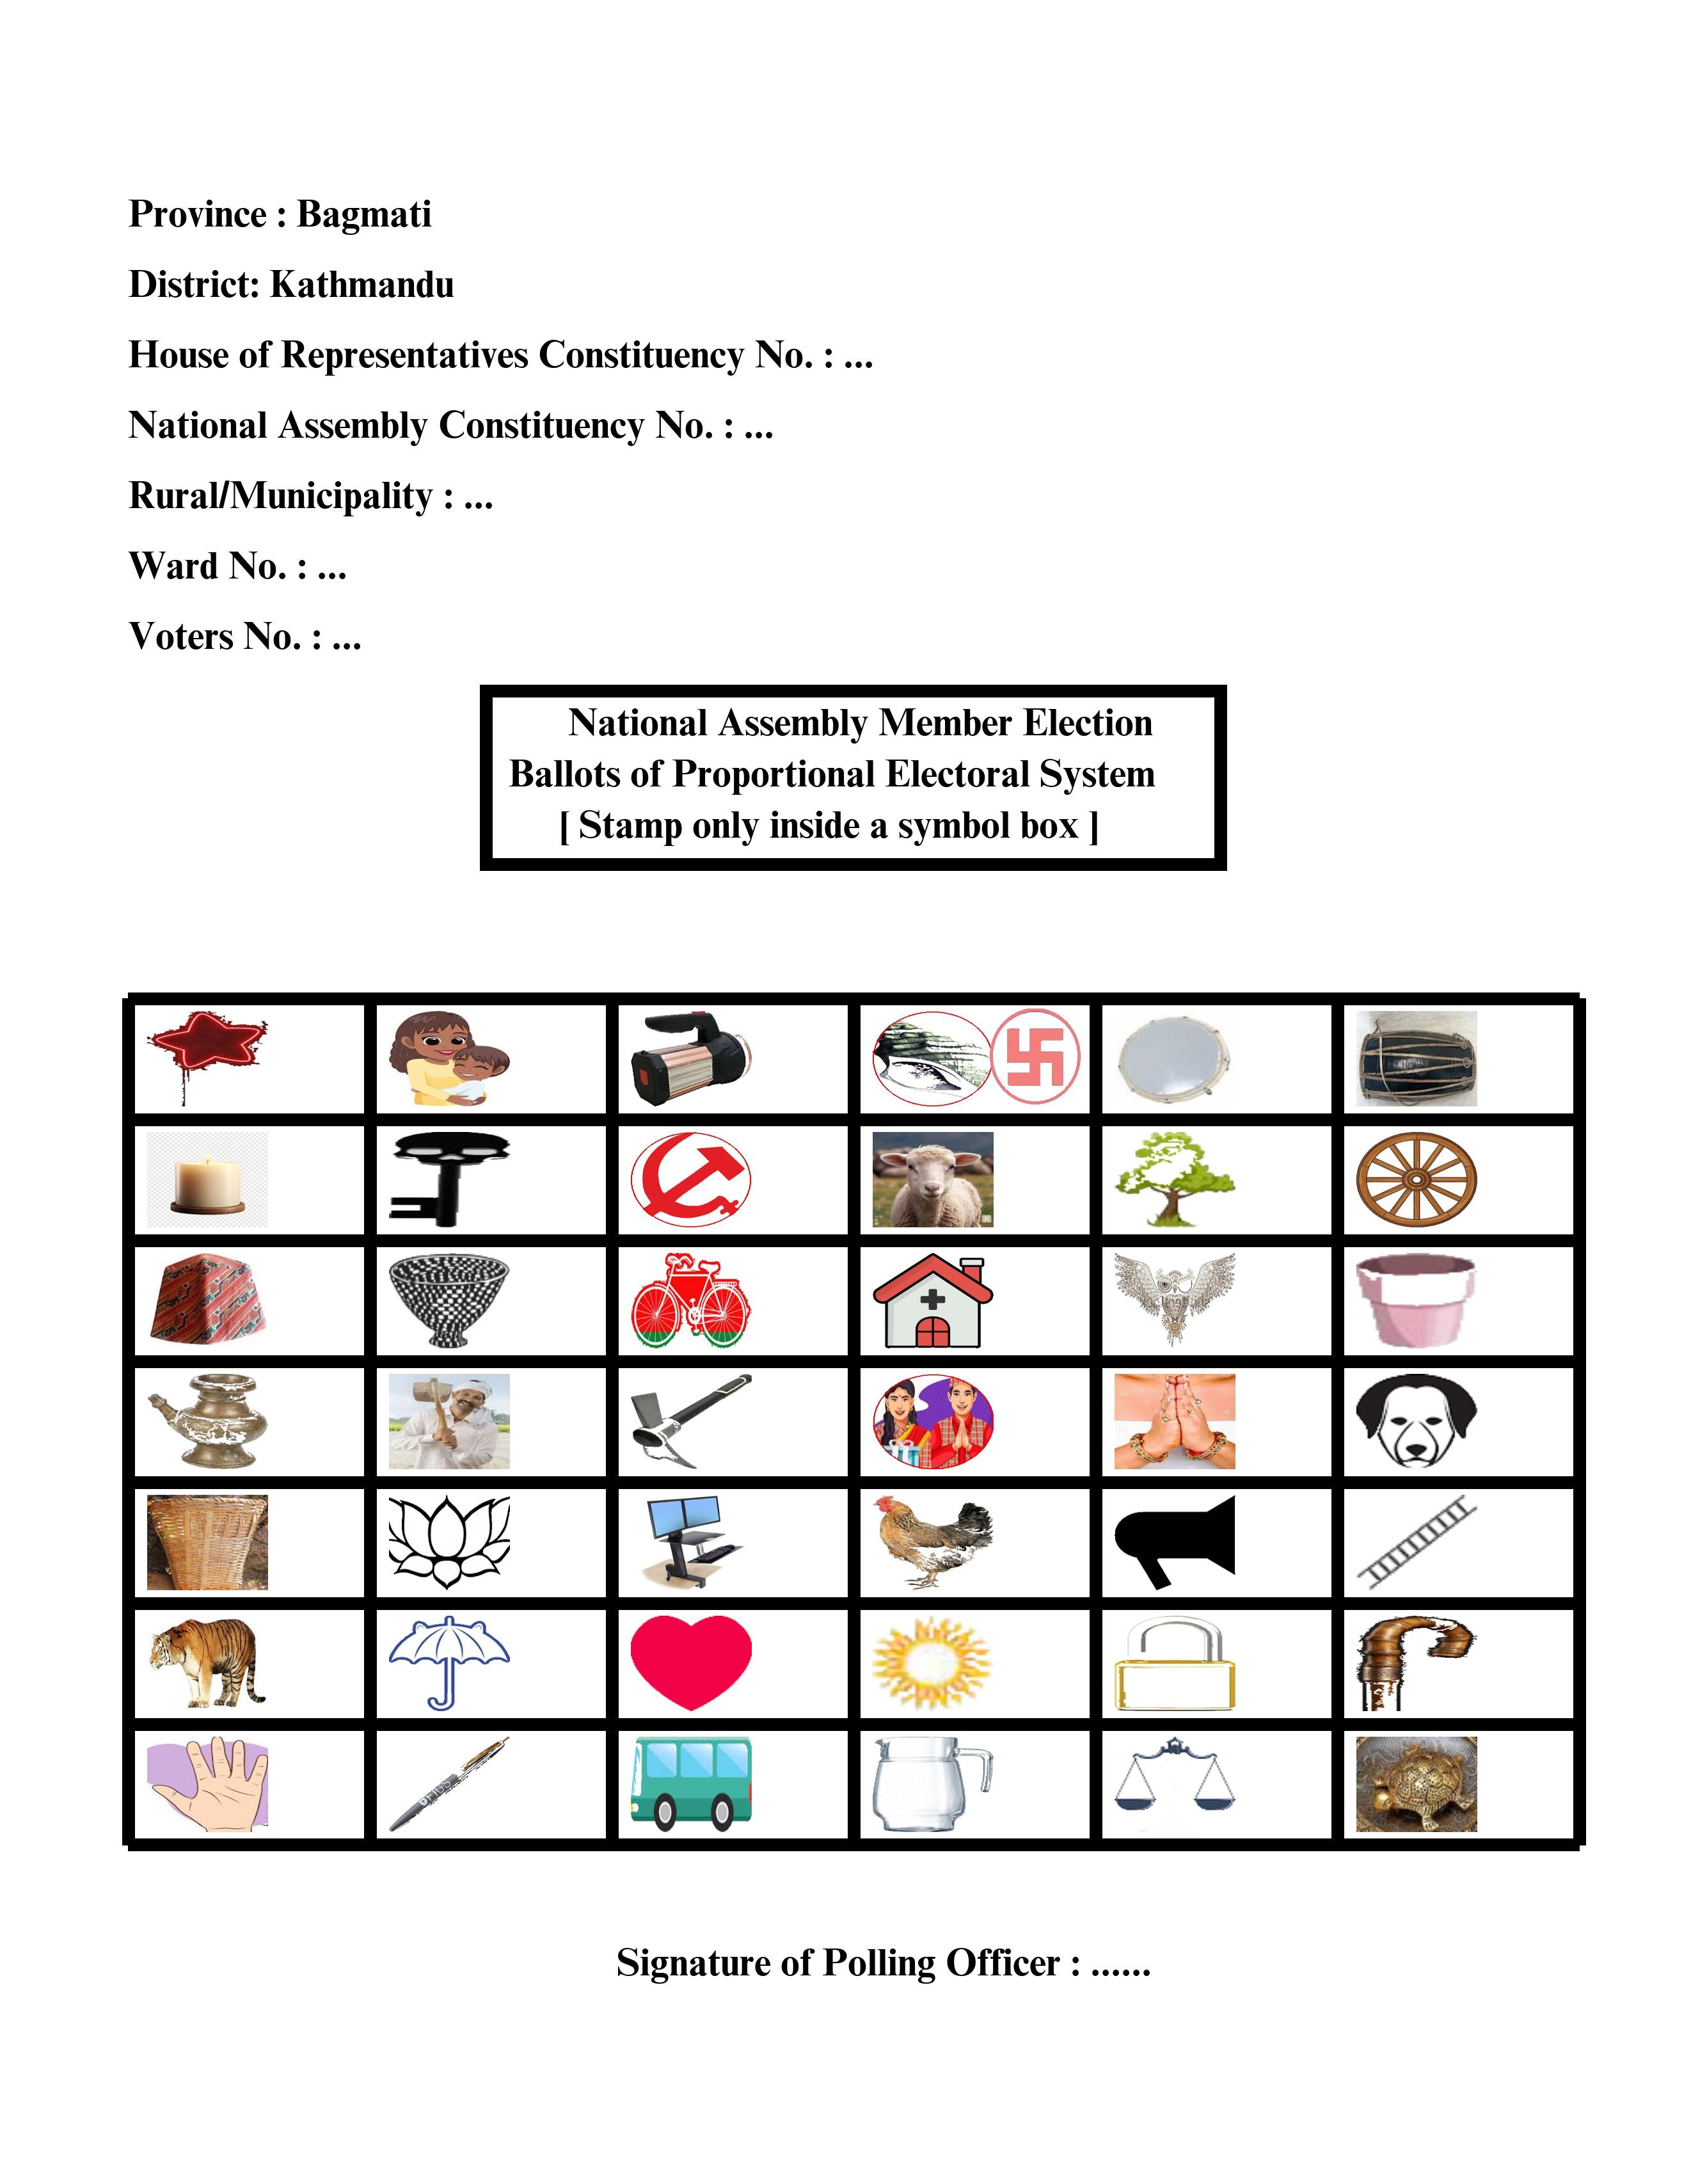 Province : Bagmati
District: Kathmandu
House of Representatives Constituency No. : ...
National Assembly Constituency No. : ...
Rural/Municipality : ...
Ward No. : ...
Voters No. : ...
National Assembly Member Election
Ballots of Proportional Electoral System
[ Stamp only inside a symbol box ]
Signature of Polling Officer : ......